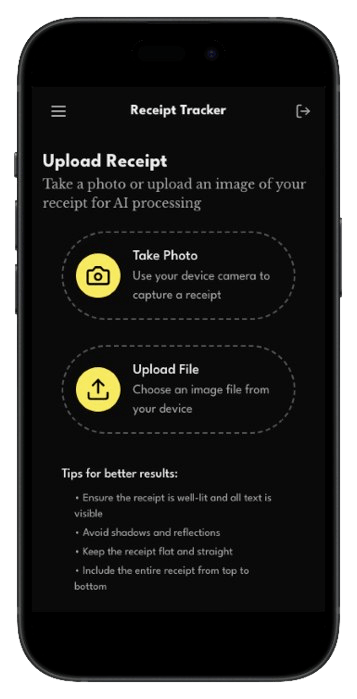 Receipt Tracker
Upload Receipt
Take a photo or upload an image of your
receipt for AI processing
Take Photo
Use your device camera to
capture a receipt
Upload File
Choose an image file from
your device
Tips for better results:
• Ensure the receipt is well-lit and all text is
visible
• Avoid shadows and reflections
• Keep the receipt flat and straight
• Include the entire receipt from top to
bottom